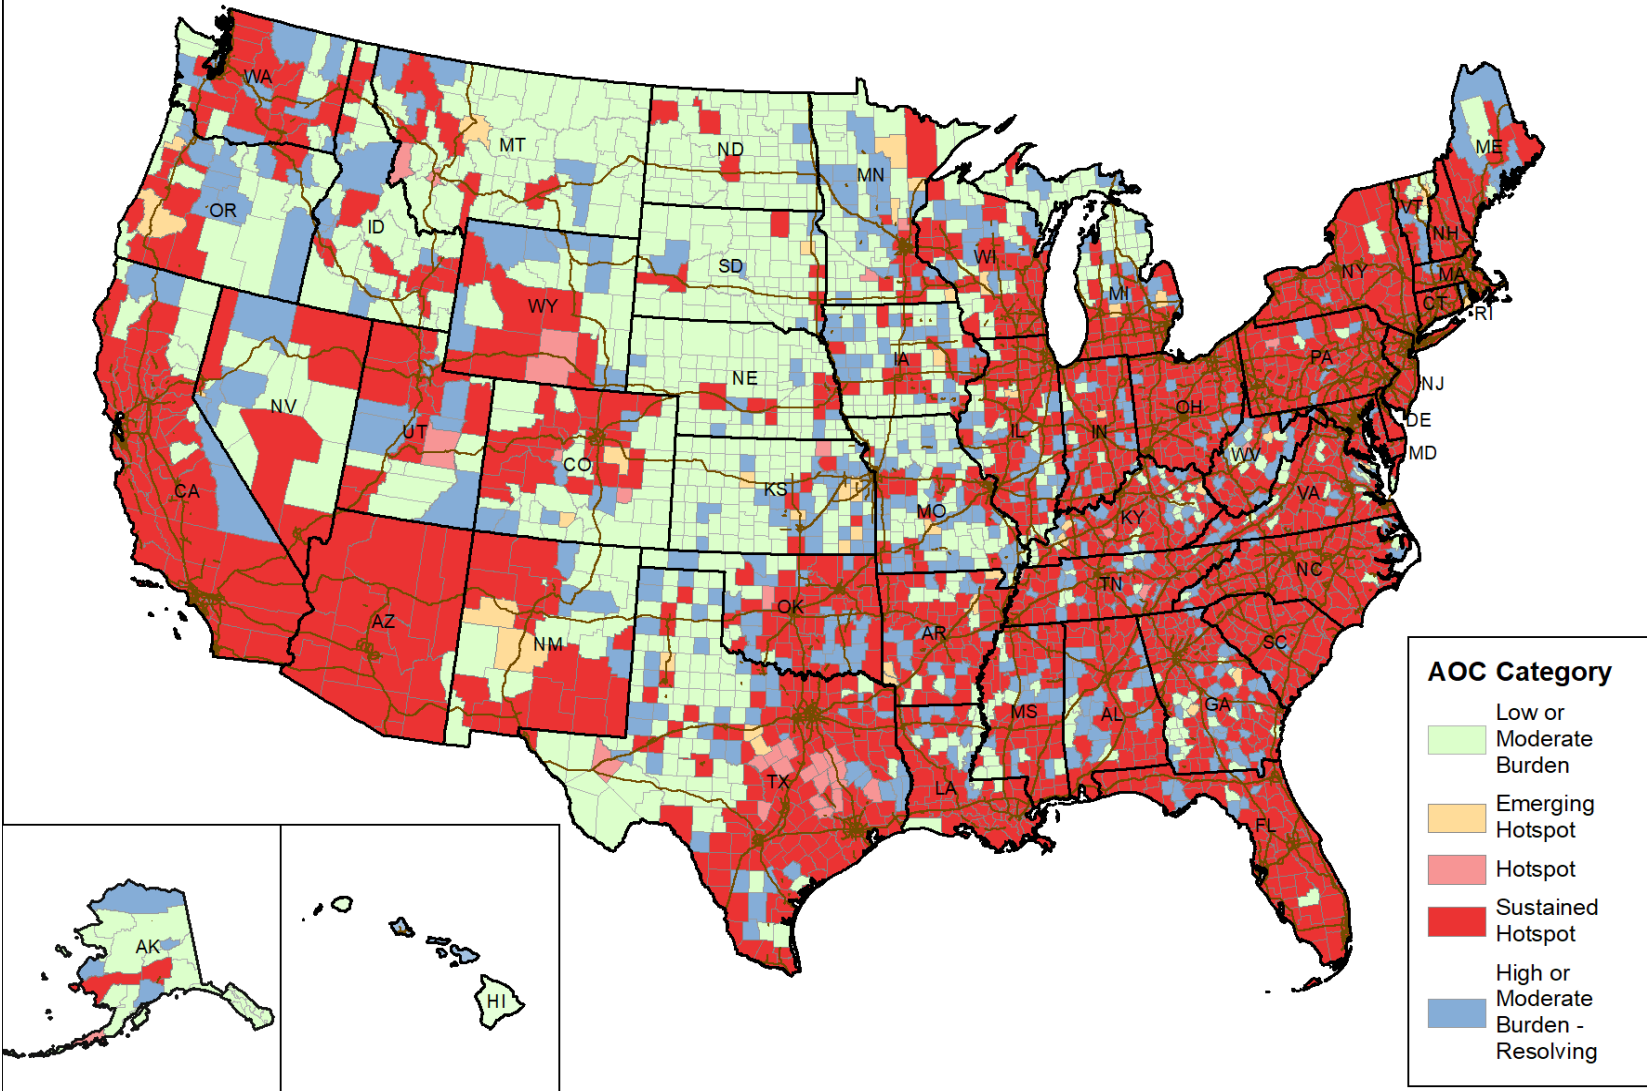 WA
MT
ND
MN
ME
OR
ID
SD
WI
MI
VT
NH
NY
MA
CT
RI
WY
NE
IA
PA
NJ
NV
UT
CO
IL
IN
OH
DE
MD
WV
CA
KS
MO
KY
VA
AZ
NM
OK
AR
TN
NC
SC
MS
AL
GA
TX
LA
FL
AK
HI
AOC Category
Low or
Moderate
Burden
Emerging
Hotspot
Hotspot
Sustained
Hotspot
High or
Moderate
Burden -
Resolving